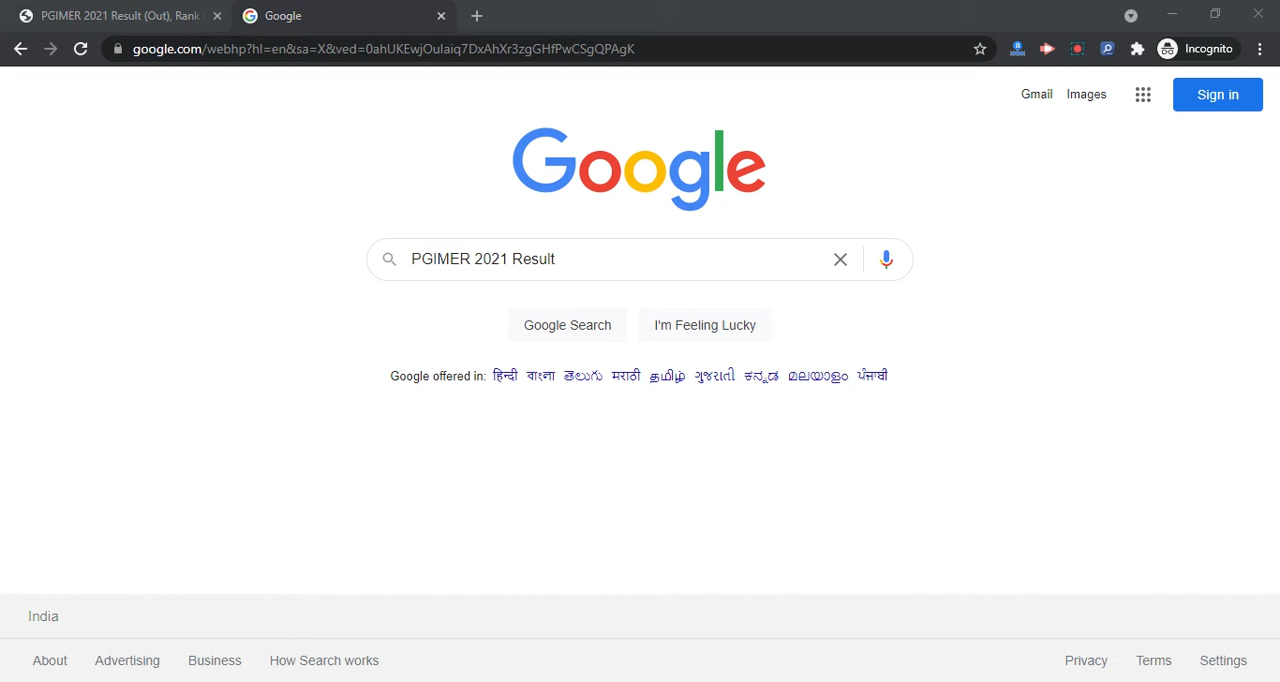 PGIMER 2021 Result (Out), Rank
Google
google.com/webhp?hl=en&sa=X&ved=0ahUKEwjOulaiq7DxAhXr3zgGHfPwCSgQPAgK
Incognito
Gmail Images Sign in
Google
PGIMER 2021 Result
Google Search I'm Feeling Lucky
Google offered in: हिन्दी বাংলা తెలుగు मराठी தமிழ் ગુજરાતી ಕನ್ನಡ മലയാളം ਪੰਜਾਬੀ
India
About Advertising Business How Search works Privacy Terms Settings